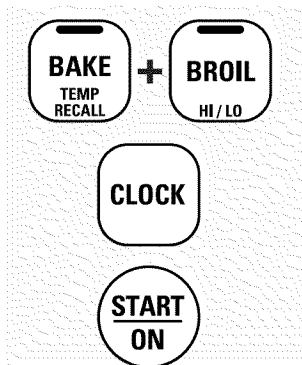 BAKE
TEMP
RECALL
+
BROIL
HI / LO
CLOCK
START
ON